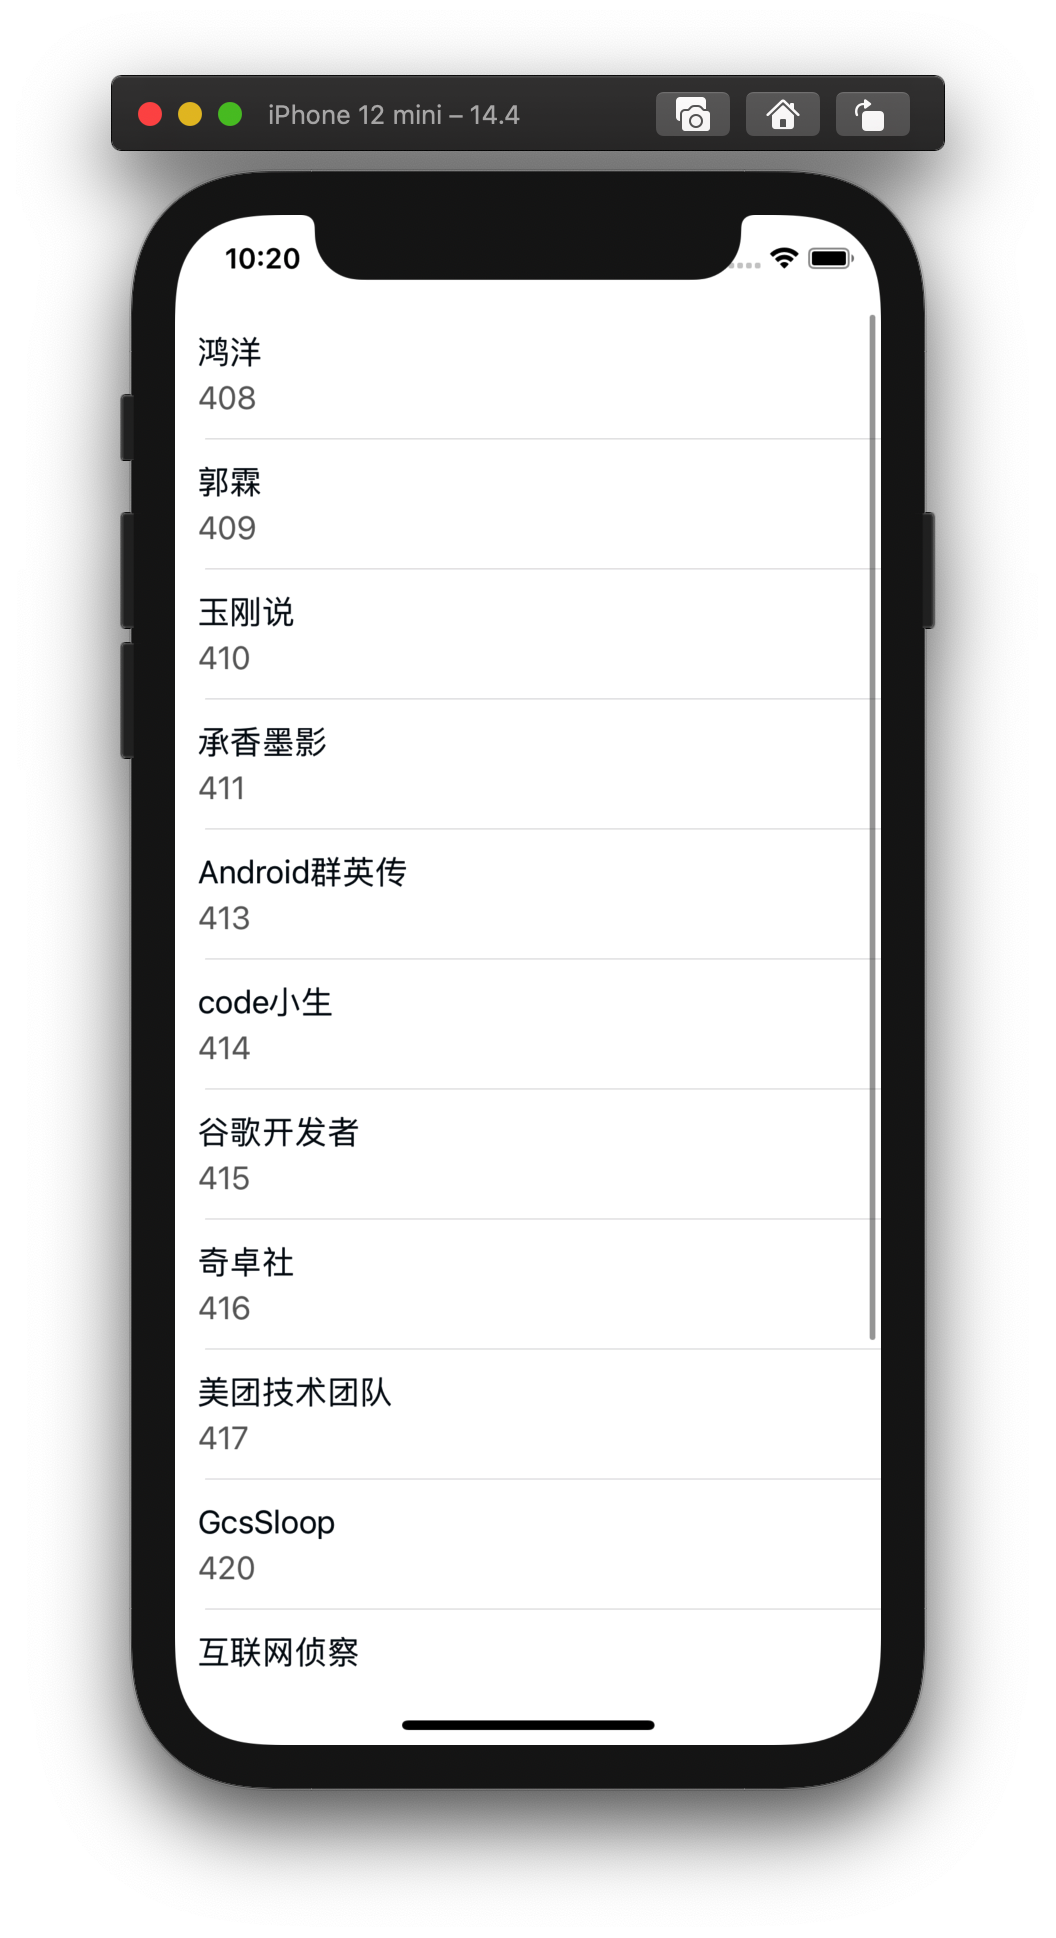 iPhone 12 mini – 14.4
10:20
鸿洋
408
郭霖
409
玉刚说
410
承香墨影
411
Android群英传
413
code小生
414
谷歌开发者
415
奇卓社
416
美团技术团队
417
GcsSloop
420
互联网侦察